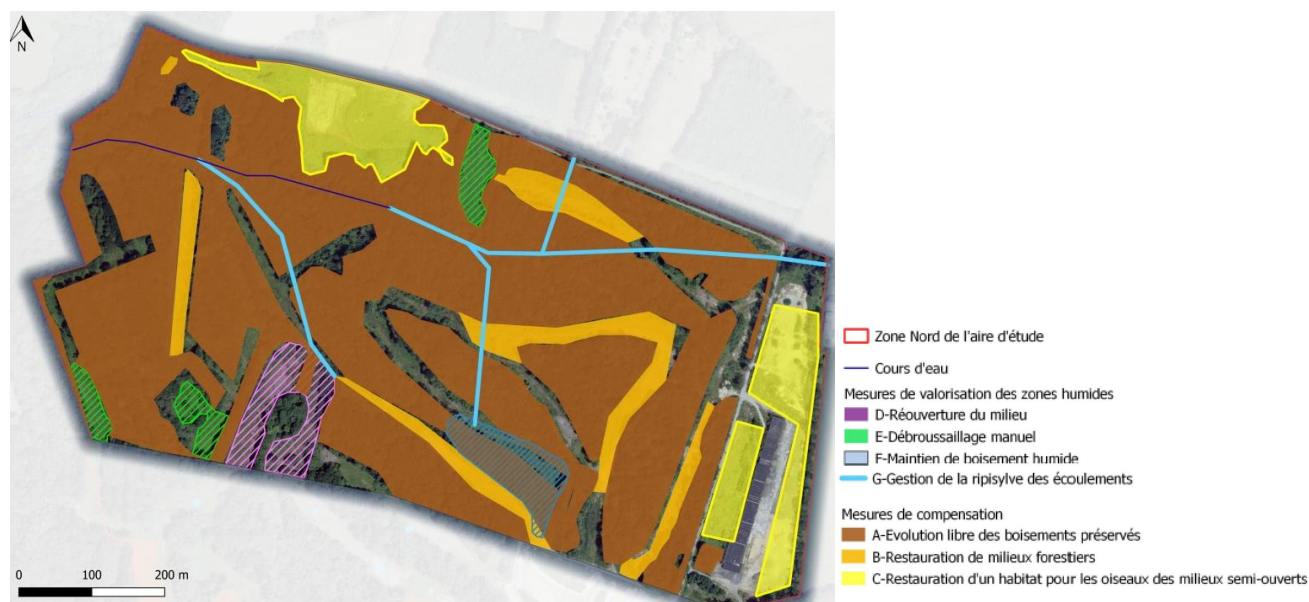 N
Zone Nord de l'aire d'étude
Cours d'eau
Mesures de valorisation des zones humides
D-Réouverture du milieu
E-Débroussaillage manuel
F-Maintien de boisement humide
G-Gestion de la ripisylve des écoulements
Mesures de compensation
A-Evolution libre des boisements préservés
B-Restauration de milieux forestiers
C-Restauration d'un habitat pour les oiseaux des milieux semi-ouverts
0 100 200 m